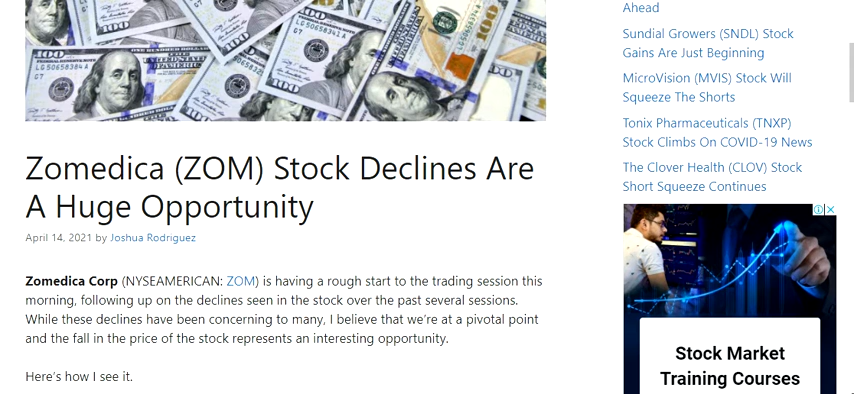 Zomedica (ZOM) Stock Declines Are
A Huge Opportunity
April 14, 2021 by Joshua Rodriguez
Zomedica Corp (NYSEAMERICAN: ZOM) is having a rough start to the trading session this
morning, following up on the declines seen in the stock over the past several sessions.
While these declines have been concerning to many, I believe that we're at a pivotal point
and the fall in the price of the stock represents an interesting opportunity.
Here's how I see it.
Ahead
Sundial Growers (SNDL) Stock
Gains Are Just Beginning
MicroVision (MVIS) Stock Will
Squeeze The Shorts
Tonix Pharmaceuticals (TNXP)
Stock Climbs On COVID-19 News
The Clover Health (CLOV) Stock
Short Squeeze Continues
Stock Market
Training Courses